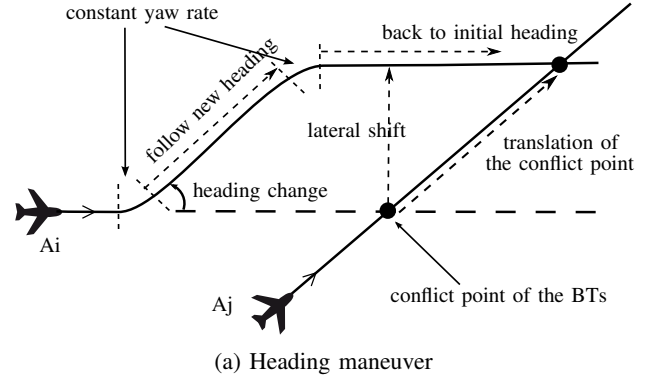 constant yaw rate
back to initial heading
follow new heading
lateral shift
translation of
the conflict point
heading change
Ai
Aj
conflict point of the BTs
(a) Heading maneuver